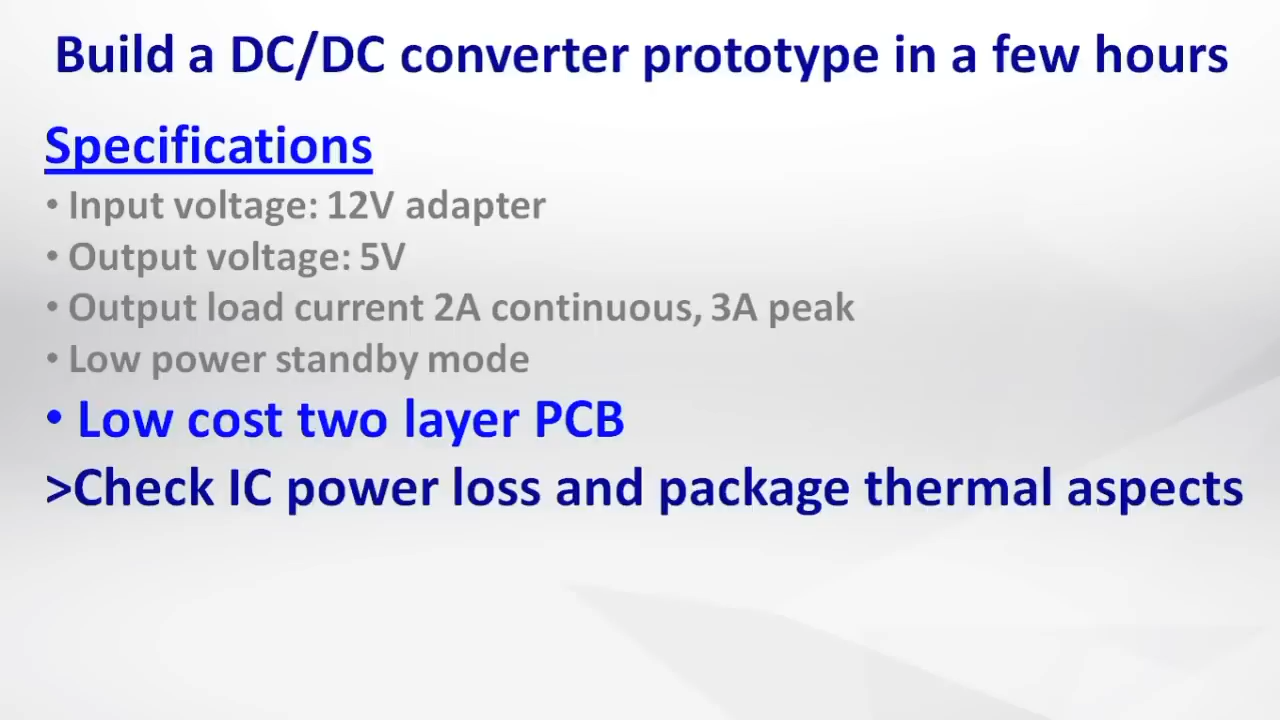 Build a DC/DC converter prototype in a few hours
Specifications
• Input voltage: 12V adapter
• Output voltage: 5V
• Output load current 2A continuous, 3A peak
• Low power standby mode
• Low cost two layer PCB
>Check IC power loss and package thermal aspects